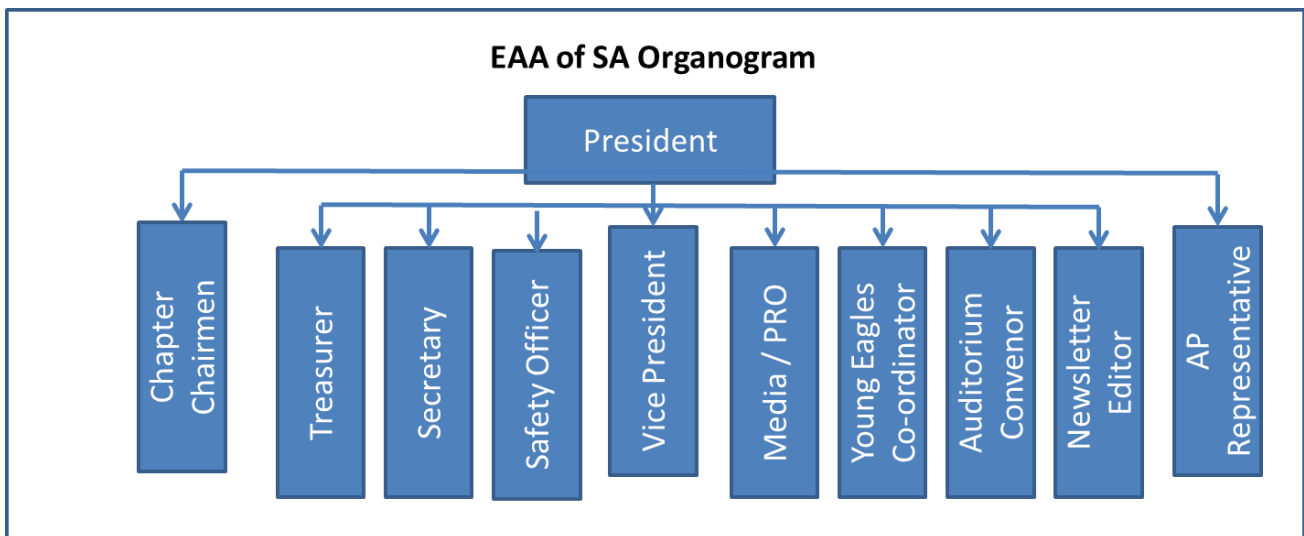 EAA of SA Organogram
President
Chapter
Chairmen
Treasurer
Secretary
Safety Officer
Vice President
Media / PRO
Young Eagles
Co-ordinator
Auditorium
Convenor
Newsletter
Editor
AP
Representative